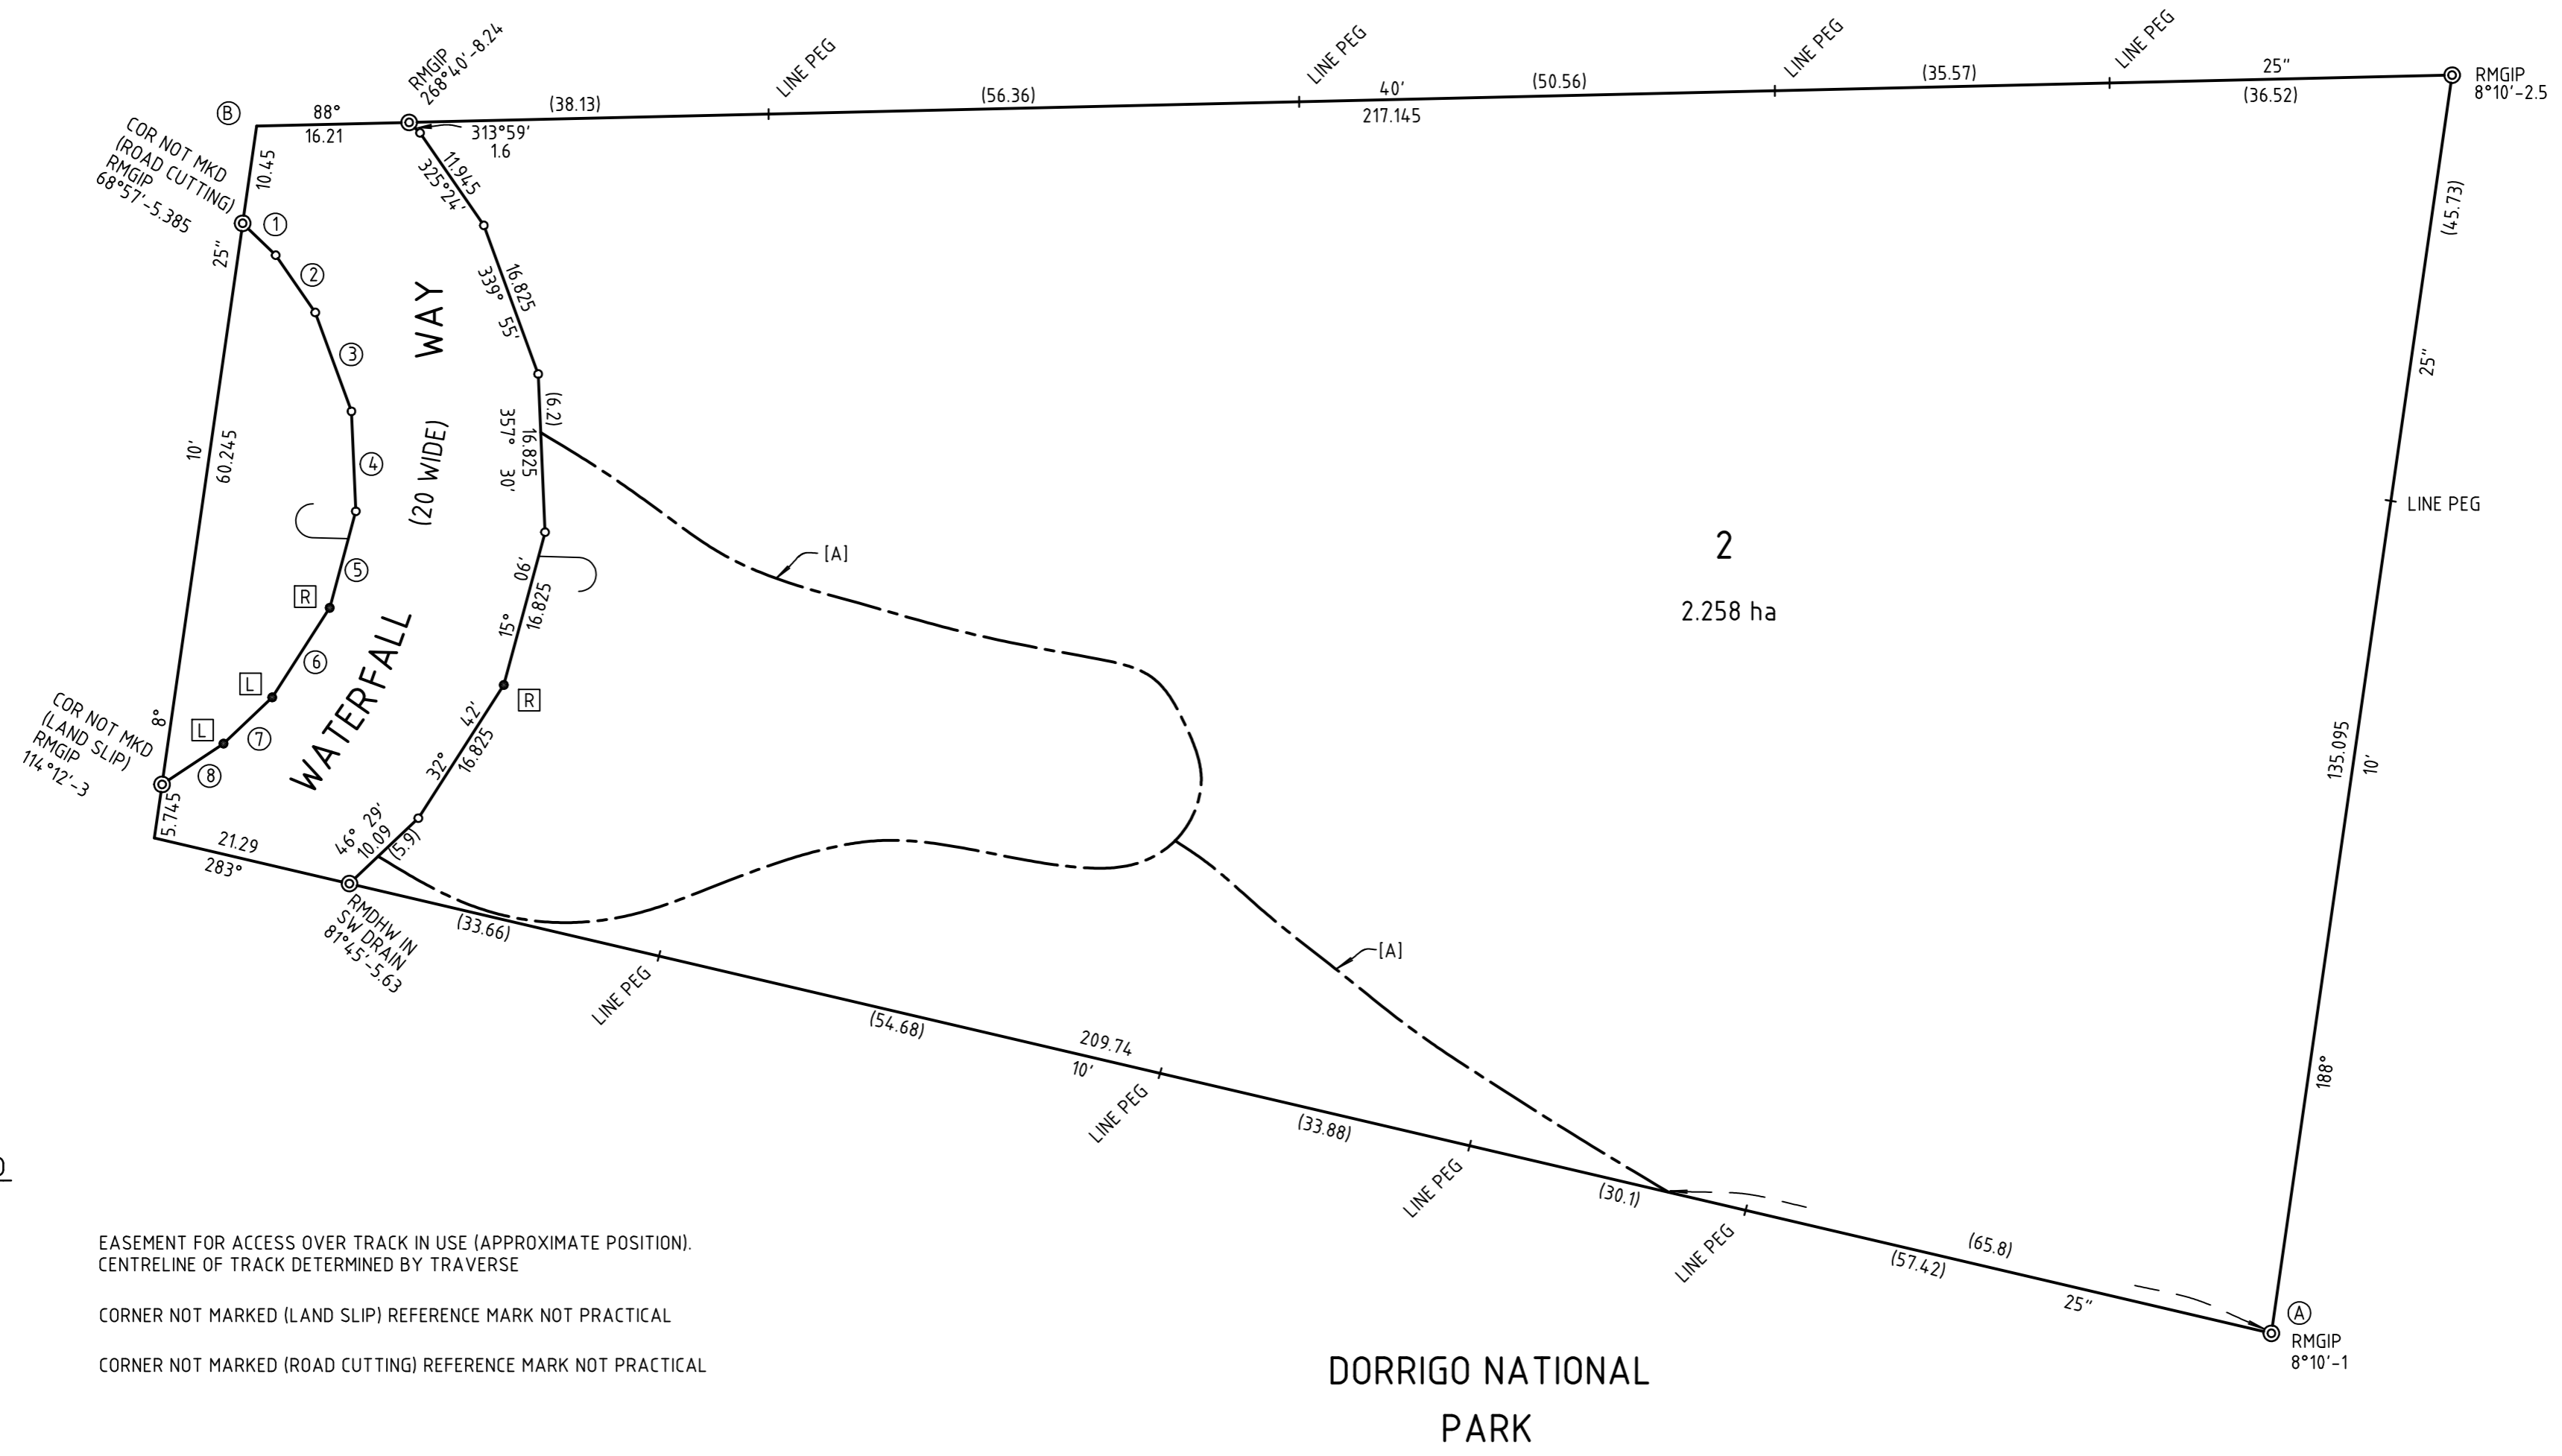 RMGIP
268°40'-8.24
LINE PEG
LINE PEG
LINE PEG
LINE PEG
B
88°
16.21
(38.13)
(56.36)
40'
217.145
(50.56)
(35.57)
25"
(36.52)
RMGIP
8°10'-2.5
COR NOT MKD
(ROAD CUTTING)
RMGIP
68°57'-5.385
10.45
313°59'
1.6
11.945
325°24'
(45.73)
1
25"
2
16.825
339° 55'
WAY
3
(6.2)
16.825
357° 30'
25"
10'
60.245
4
(20 WIDE)
LINE PEG
[A]
2
2.258 ha
5
06'
15°
16.825
R
R
6
L
L
7
8
WATERFALL
8°
COR NOT MKD
(LAND SLIP)
RMGIP
114°12'-3
42'
32°
16.825
135.095
10'
5.745
21.29
283°
46° 29'
10.09
(5.9)
RMDHW IN
SW DRAIN
81°45'-5.63
(33.66)
LINE PEG
[A]
(54.68)
209.74
10'
LINE PEG
188°
(33.88)
LINE PEG
(30.1)
LINE PEG
(65.8)
(57.42)
25"
A
RMGIP
8°10'-1
EASEMENT FOR ACCESS OVER TRACK IN USE (APPROXIMATE POSITION).
CENTRELINE OF TRACK DETERMINED BY TRAVERSE
CORNER NOT MARKED (LAND SLIP) REFERENCE MARK NOT PRACTICAL
CORNER NOT MARKED (ROAD CUTTING) REFERENCE MARK NOT PRACTICAL
DORRIGO NATIONAL
PARK